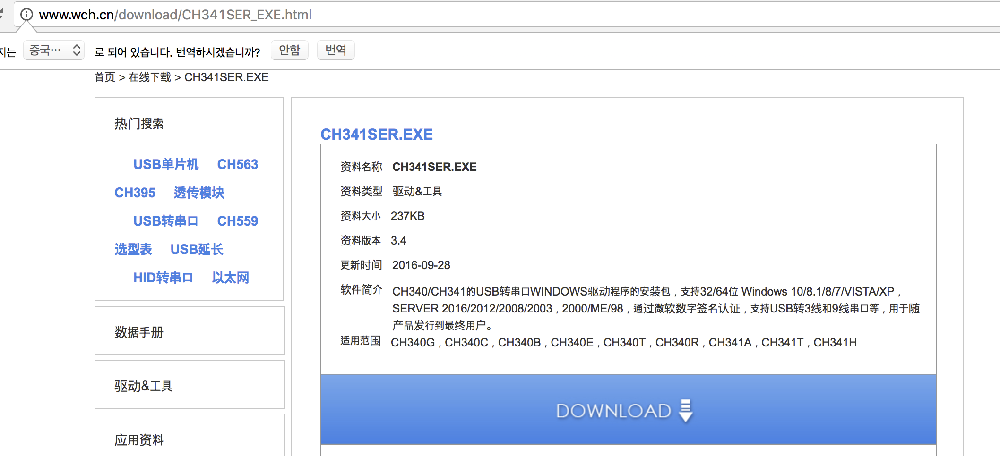 www.wch.cn/download/CH341SER_EXE.html
지는 중국… 로 되어 있습니다. 번역하시겠습니까? 안함 번역
首页 > 在线下载 > CH341SER.EXE
热门搜索
USB单片机 CH563
CH395 透传模块
USB转串口 CH559
选型表 USB延长
HID转串口 以太网
数据手册
驱动&工具
应用资料
CH341SER.EXE
资料名称 CH341SER.EXE
资料类型 驱动&工具
资料大小 237KB
资料版本 3.4
更新时间 2016-09-28
软件简介 CH340/CH341的USB转串口WINDOWS驱动程序的安装包，支持32/64位 Windows 10/8.1/8/7/VISTA/XP，
SERVER 2016/2012/2008/2003，2000/ME/98，通过微软数字签名认证，支持USB转3线和9线串口等，用于随
产品发行到最终用户。
适用范围 CH340G，CH340C，CH340B，CH340E，CH340T，CH340R，CH341A，CH341T，CH341H
DOWNLOAD